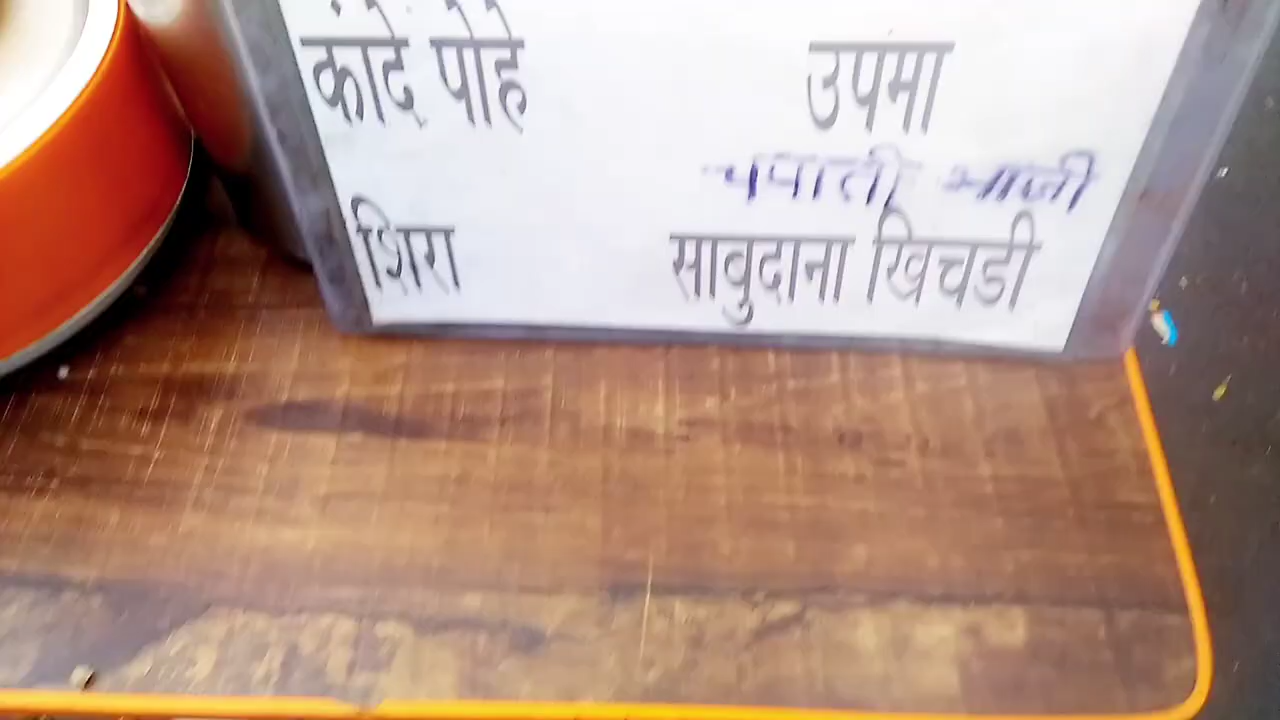 कांदे पोहे उपमा
चपाती भाजी
शिरा साबुदाना खिचडी